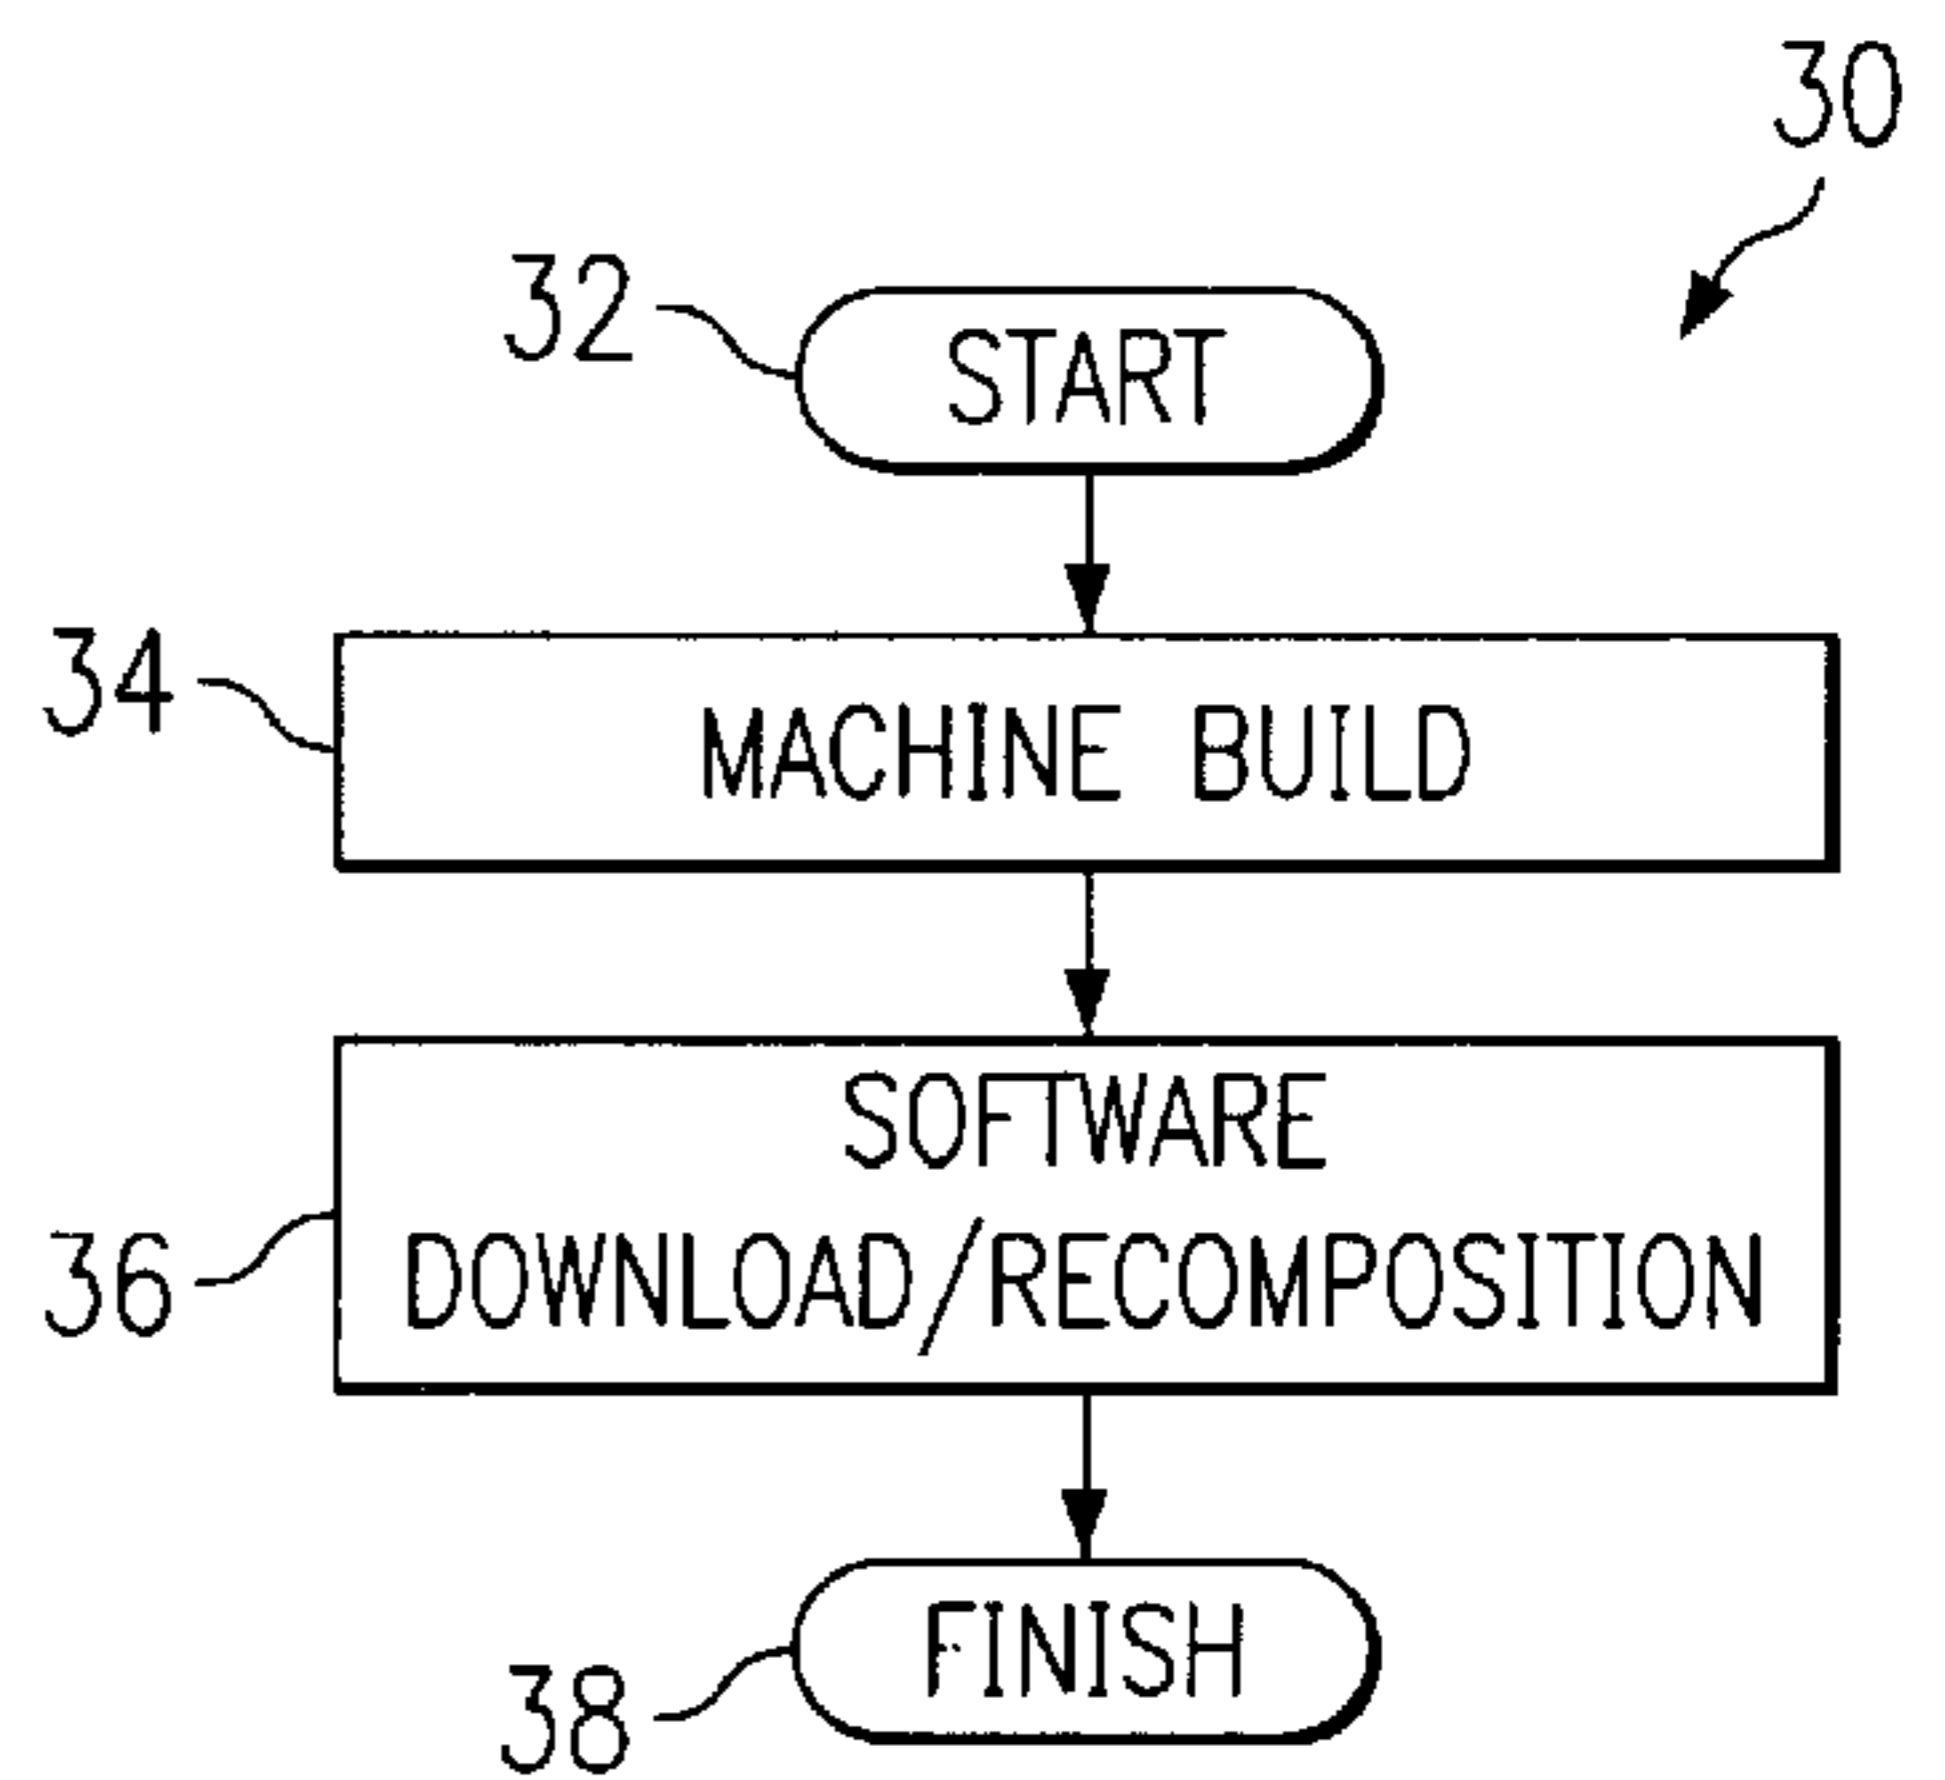 30
32
START
34
MACHINE BUILD
SOFTWARE
36
DOWNLOAD/RECOMPOSITION
FINISH
38